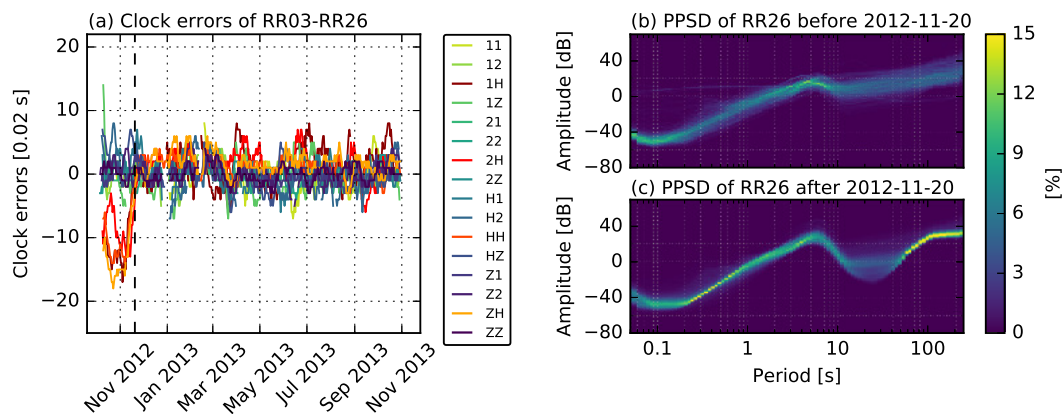 (a) Clock errors of RR03-RR26
Clock errors [0.02 s]
20
10
0
−10
−20
Nov 2012
Jan 2013
Mar 2013
May 2013
Jul 2013
Sep 2013
Nov 2013
11
12
1H
1Z
21
22
2H
2Z
H1
H2
HH
HZ
Z1
Z2
ZH
ZZ
(b) PPSD of RR26 before 2012-11-20
Amplitude [dB]
40
0
−40
−80
(c) PPSD of RR26 after 2012-11-20
Amplitude [dB]
40
0
−40
−80
0.1
1
10
100
Period [s]
15
12
9
6
3
0
[%]